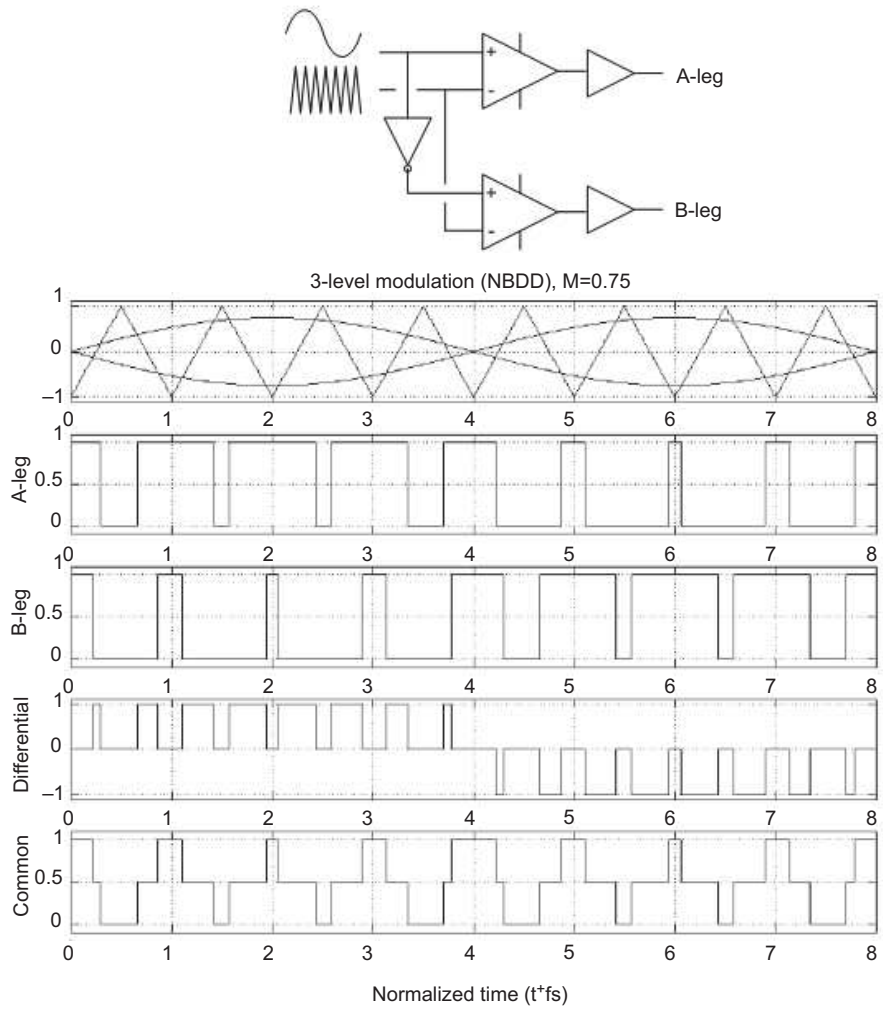 +
-
A-leg
+
-
B-leg
3-level modulation (NBDD), M=0.75
1
0
–1
0 1 2 3 4 5 6 7 8
A-leg
1
0.5
0
0 1 2 3 4 5 6 7 8
B-leg
1
0.5
0
0 1 2 3 4 5 6 7 8
Differential
1
0
–1
0 1 2 3 4 5 6 7 8
Common
1
0.5
0
0 1 2 3 4 5 6 7 8
Normalized time (t+fs)